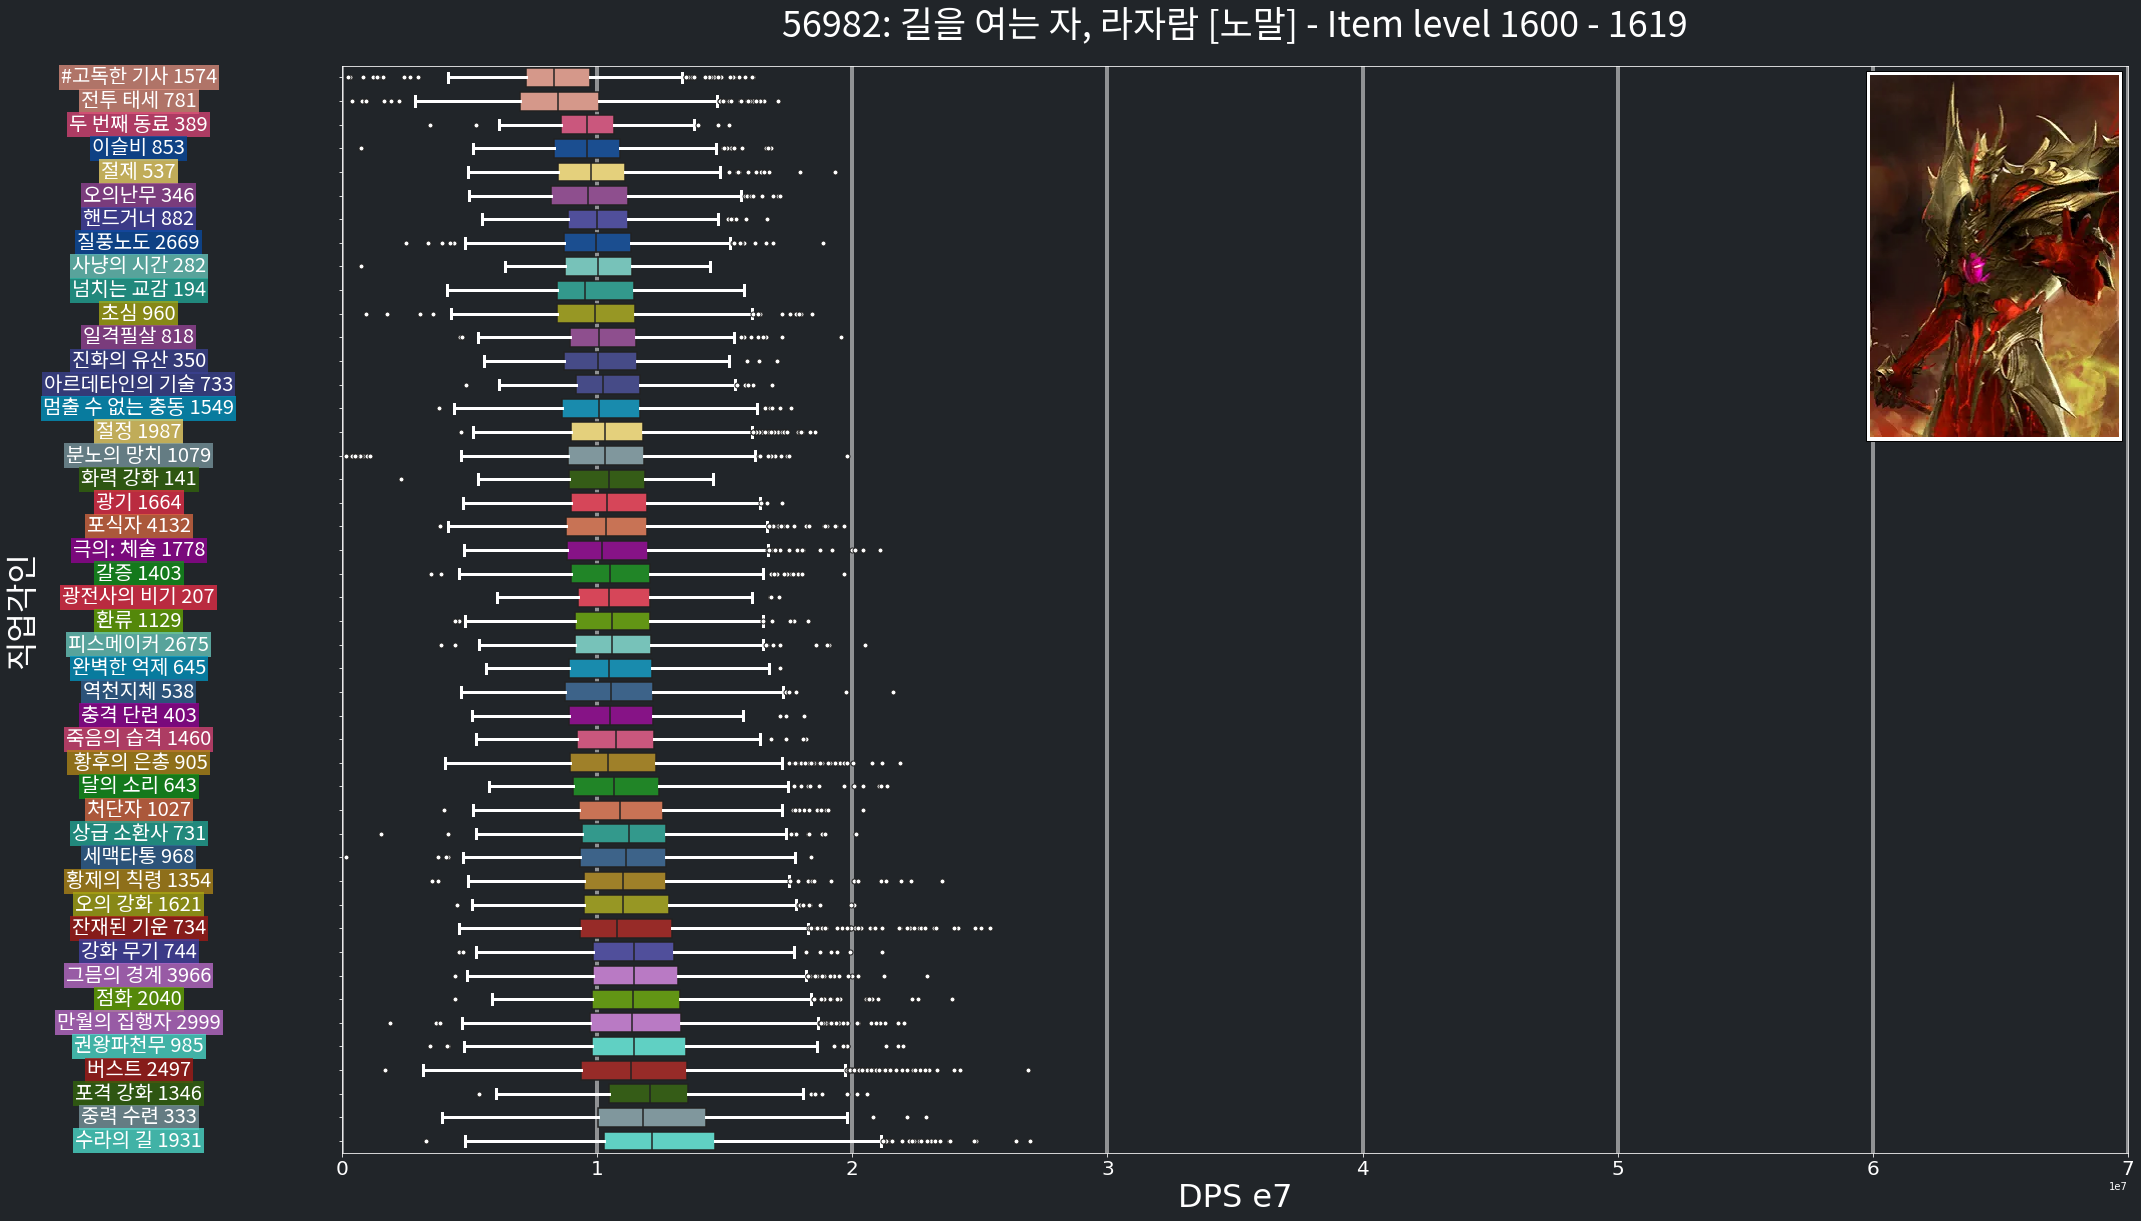 56982: 길을 여는 자, 라자람 [노말] - Item level 1600 - 1619
#고독한 기사 1574
전투 태세 781
두 번째 동료 389
이슬비 853
절제 537
오의난무 346
핸드거너 882
질풍노도 2669
사냥의 시간 282
넘치는 교감 194
초심 960
일격필살 818
진화의 유산 350
아르데타인의 기술 733
멈출 수 없는 충동 1549
절정 1987
분노의 망치 1079
화력 강화 141
광기 1664
포식자 4132
극의: 체술 1778
갈증 1403
광전사의 비기 207
환류 1129
피스메이커 2675
완벽한 억제 645
역천지체 538
충격 단련 403
죽음의 습격 1460
황후의 은총 905
달의 소리 643
처단자 1027
상급 소환사 731
세맥타통 968
황제의 칙령 1354
오의 강화 1621
잔재된 기운 734
강화 무기 744
그믐의 경계 3966
점화 2040
만월의 집행자 2999
권왕파천무 985
버스트 2497
포격 강화 1346
중력 수련 333
수라의 길 1931
직업각인
0 1 2 3 4 5 6 7
1e7
DPS e7